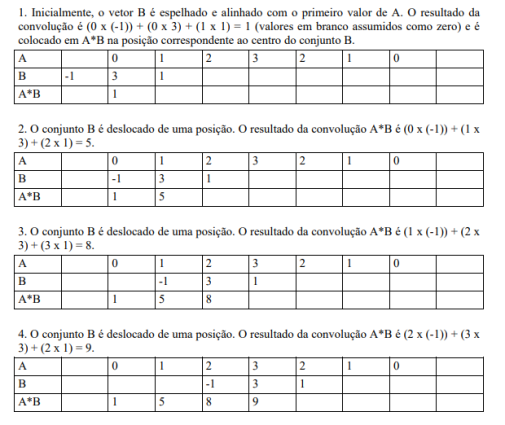 1. Inicialmente, o vetor B é espelhado e alinhado com o primeiro valor de A. O resultado da
convolução é (0 x (-1)) + (0 x 3) + (1 x 1) = 1 (valores em branco assumidos como zero) e é
colocado em A*B na posição correspondente ao centro do conjunto B.
A 0 1 2 3 2 1 0
B -1 3 1
A*B 1
2. O conjunto B é deslocado de uma posição. O resultado da convolução A*B é (0 x (-1)) + (1 x
3) + (2 x 1) = 5.
A 0 1 2 3 2 1 0
B -1 3 1
A*B 1 5
3. O conjunto B é deslocado de uma posição. O resultado da convolução A*B é (1 x (-1)) + (2 x
3) + (3 x 1) = 8.
A 0 1 2 3 2 1 0
B -1 3 1
A*B 1 5 8
4. O conjunto B é deslocado de uma posição. O resultado da convolução A*B é (2 x (-1)) + (3 x
3) + (2 x 1) = 9.
A 0 1 2 3 2 1 0
B -1 3 1
A*B 1 5 8 9